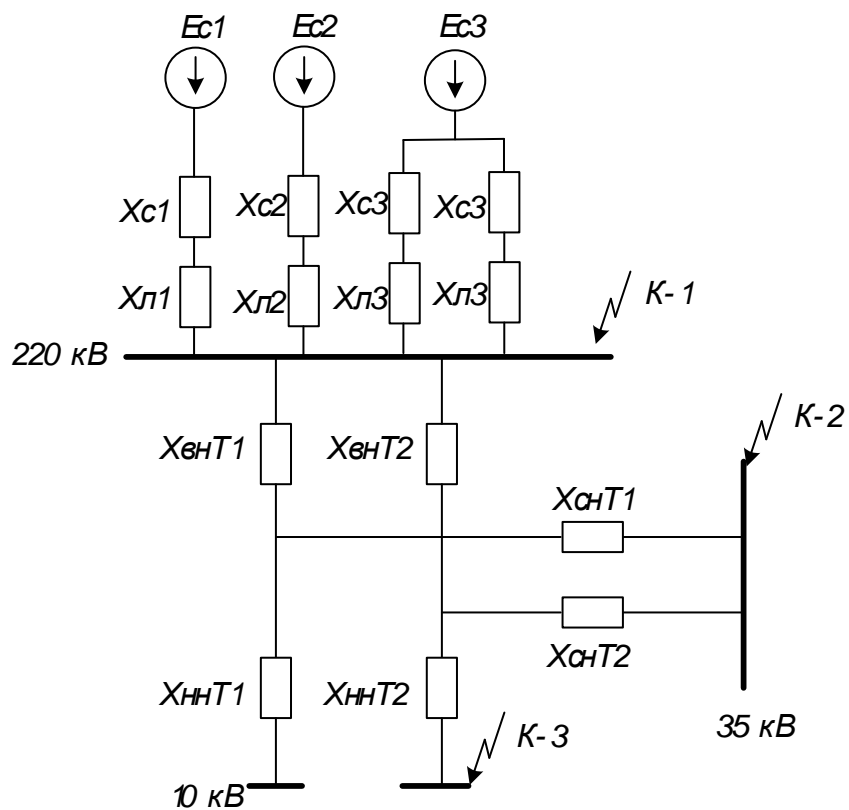 Ec1 Ec2 Ec3
Xc1 Xc2 Xc3 Xc3
Xл1 Xл2 Xл3 Xл3
К-1
220 кВ
XвнТ1 XвнТ2
К-2
XснТ1
XснТ2
XннТ1 XннТ2
35 кВ
К-3
10 кВ